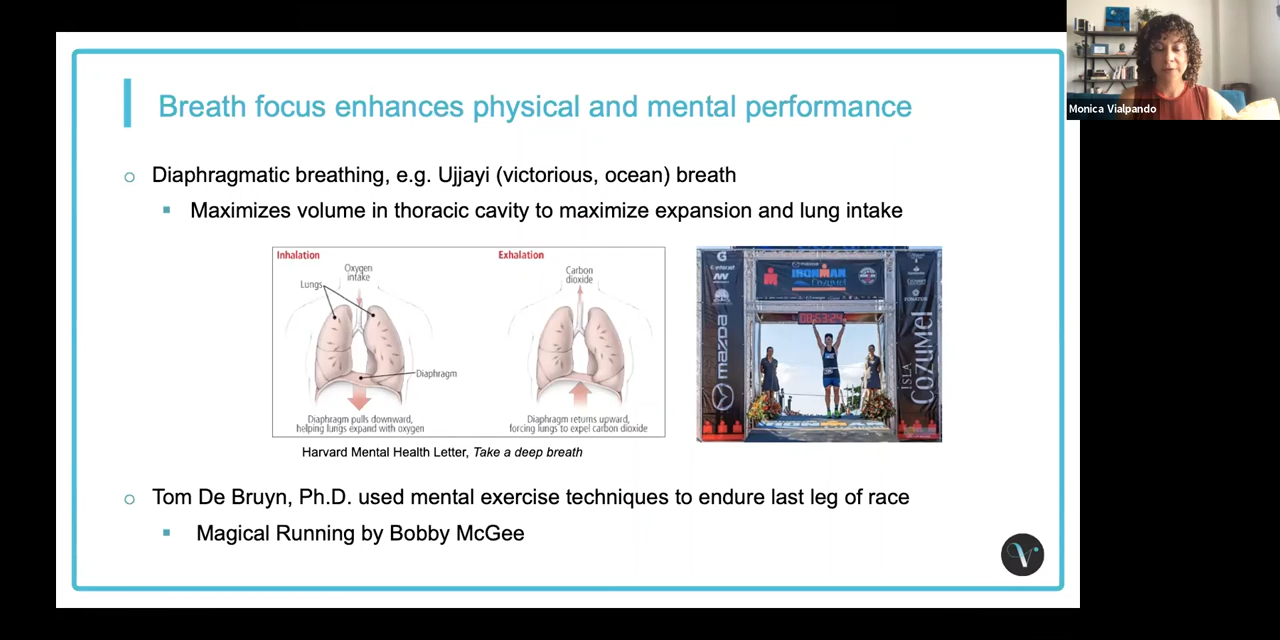 Monica Vialpando
Breath focus enhances physical and mental performance
Diaphragmatic breathing, e.g. Ujjayi (victorious, ocean) breath
Maximizes volume in thoracic cavity to maximize expansion and lung intake
Inhalation
Oxygen
intake
Lungs
Diaphragm
Diaphragm pulls downward,
helping lungs expand with oxygen
Exhalation
Carbon
dioxide
Diaphragm returns upward,
forcing lungs to expel carbon dioxide
IRONMAN
08:53:24
mazda
ISLA
COZUMEL
Harvard Mental Health Letter, Take a deep breath
Tom De Bruyn, Ph.D. used mental exercise techniques to endure last leg of race
Magical Running by Bobby McGee
V